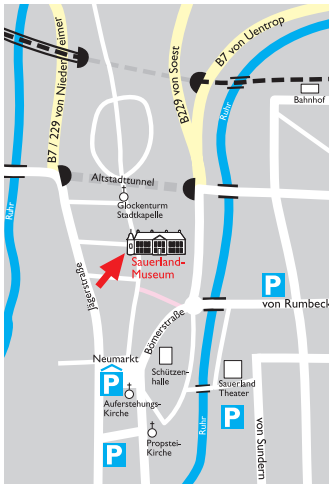 B7 / 229 von Niedereimer
B229 von Soest
B7 von Uentrop
Bahnhof
Ruhr
Altstadttunnel
Glockenturm
Stadtkapelle
Ruhr
Sauerland-
Museum
Jägerstraße
P
von Rumbeck
Bömerstraße
Neumarkt
P
Schützen-
halle
Sauerland
Theater
Auferstehungs-
Kirche
P
Ruhr
von Sundern
P
Propstei-
Kirche